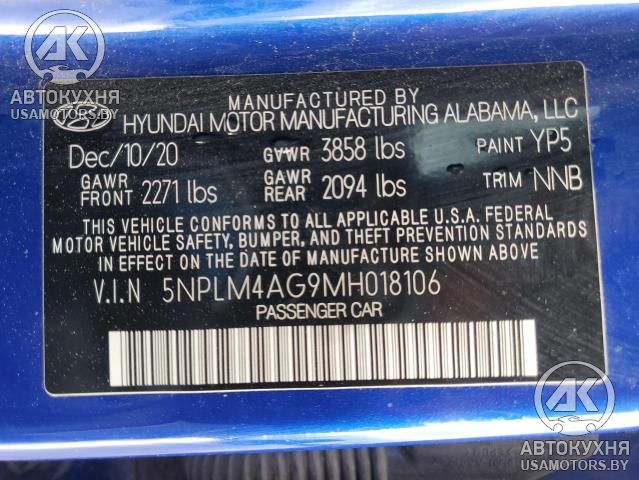 АВТОКУХНЯ
USAMOTORS.BY
MANUFACTURED BY
HYUNDAI MOTOR MANUFACTURING ALABAMA, LLC
Dec/10/20 GVWR 3858 lbs PAINT YP5
GAWR FRONT 2271 lbs GAWR REAR 2094 lbs TRIM NNB
THIS VEHICLE CONFORMS TO ALL APPLICABLE U.S.A. FEDERAL
MOTOR VEHICLE SAFETY, BUMPER, AND THEFT PREVENTION STANDARDS
IN EFFECT ON THE DATE OF MANUFACTURE SHOWN ABOVE.
V.I.N 5NPLM4AG9MH018106
PASSENGER CAR
АВТОКУХНЯ
USAMOTORS.BY